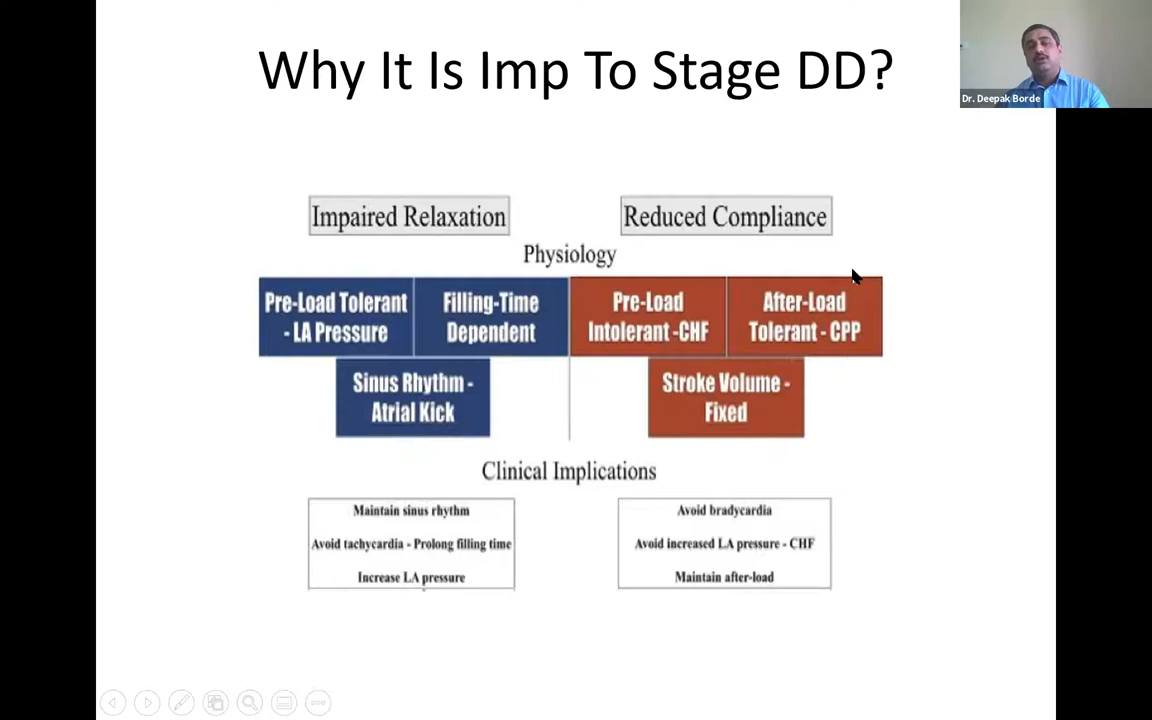 Why It Is Imp To Stage DD?
Dr. Deepak Borde
Impaired Relaxation
Reduced Compliance
Physiology
Pre-Load Tolerant
- LA Pressure
Filling-Time
Dependent
Pre-Load
Intolerant -CHF
After-Load
Tolerant - CPP
Sinus Rhythm -
Atrial Kick
Stroke Volume -
Fixed
Clinical Implications
Maintain sinus rhythm
Avoid tachycardia - Prolong filling time
Increase LA pressure
Avoid bradycardia
Avoid increased LA pressure - CHF
Maintain after-load